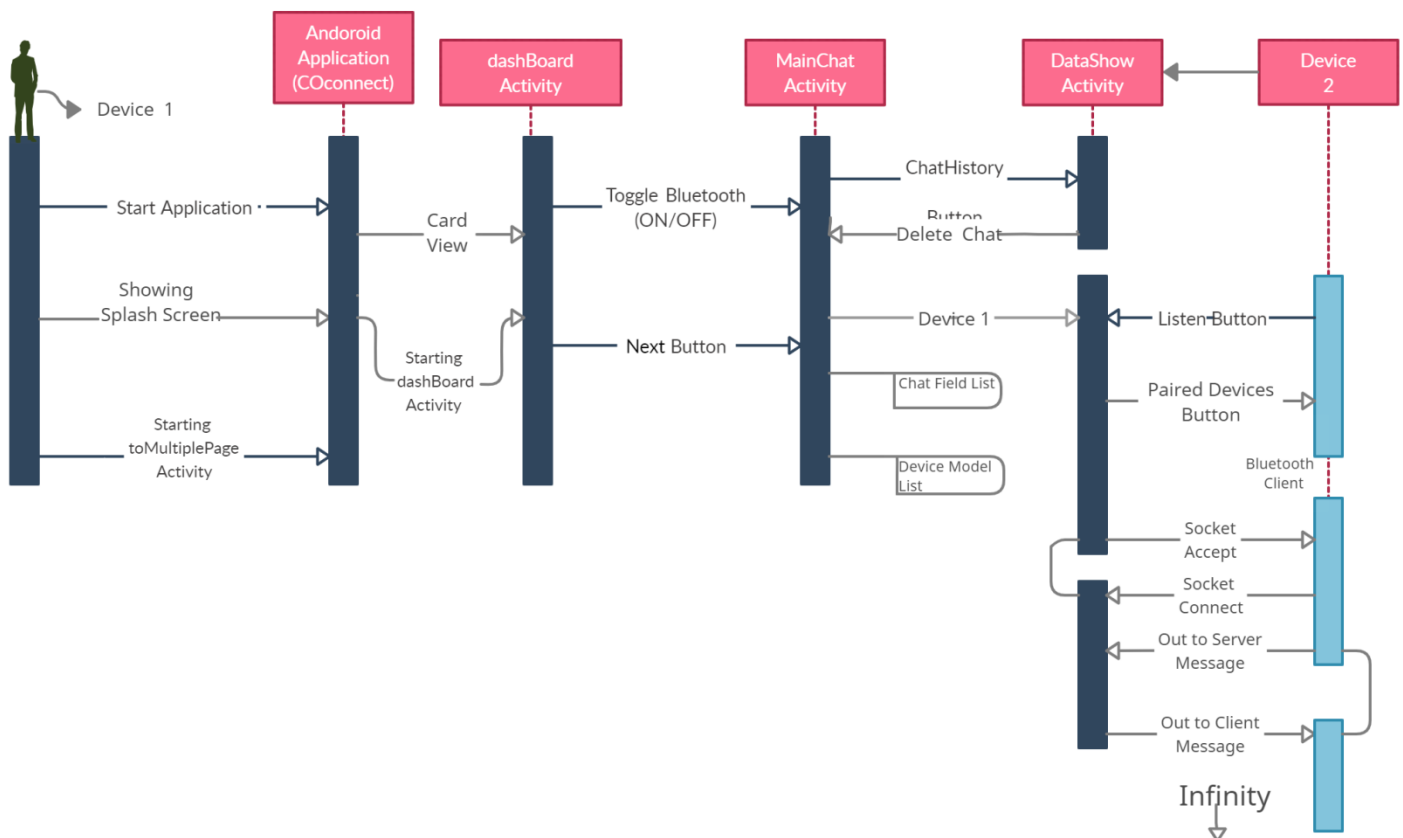 Andoroid
Application
(COconnect)
dashBoard
Activity
MainChat
Activity
DataShow
Activity
Device
2
Device 1
Start Application
Card
View
Toggle Bluetooth
(ON/OFF)
ChatHistory
Button
Delete Chat
Showing
Splash Screen
Starting
dashBoard
Activity
Next Button
Device 1
Listen Button
Chat Field List
Paired Devices
Button
Starting
toMultiplePage
Activity
Device Model
List
Bluetooth
Client
Socket
Accept
Socket
Connect
Out to Server
Message
Out to Client
Message
Infinity